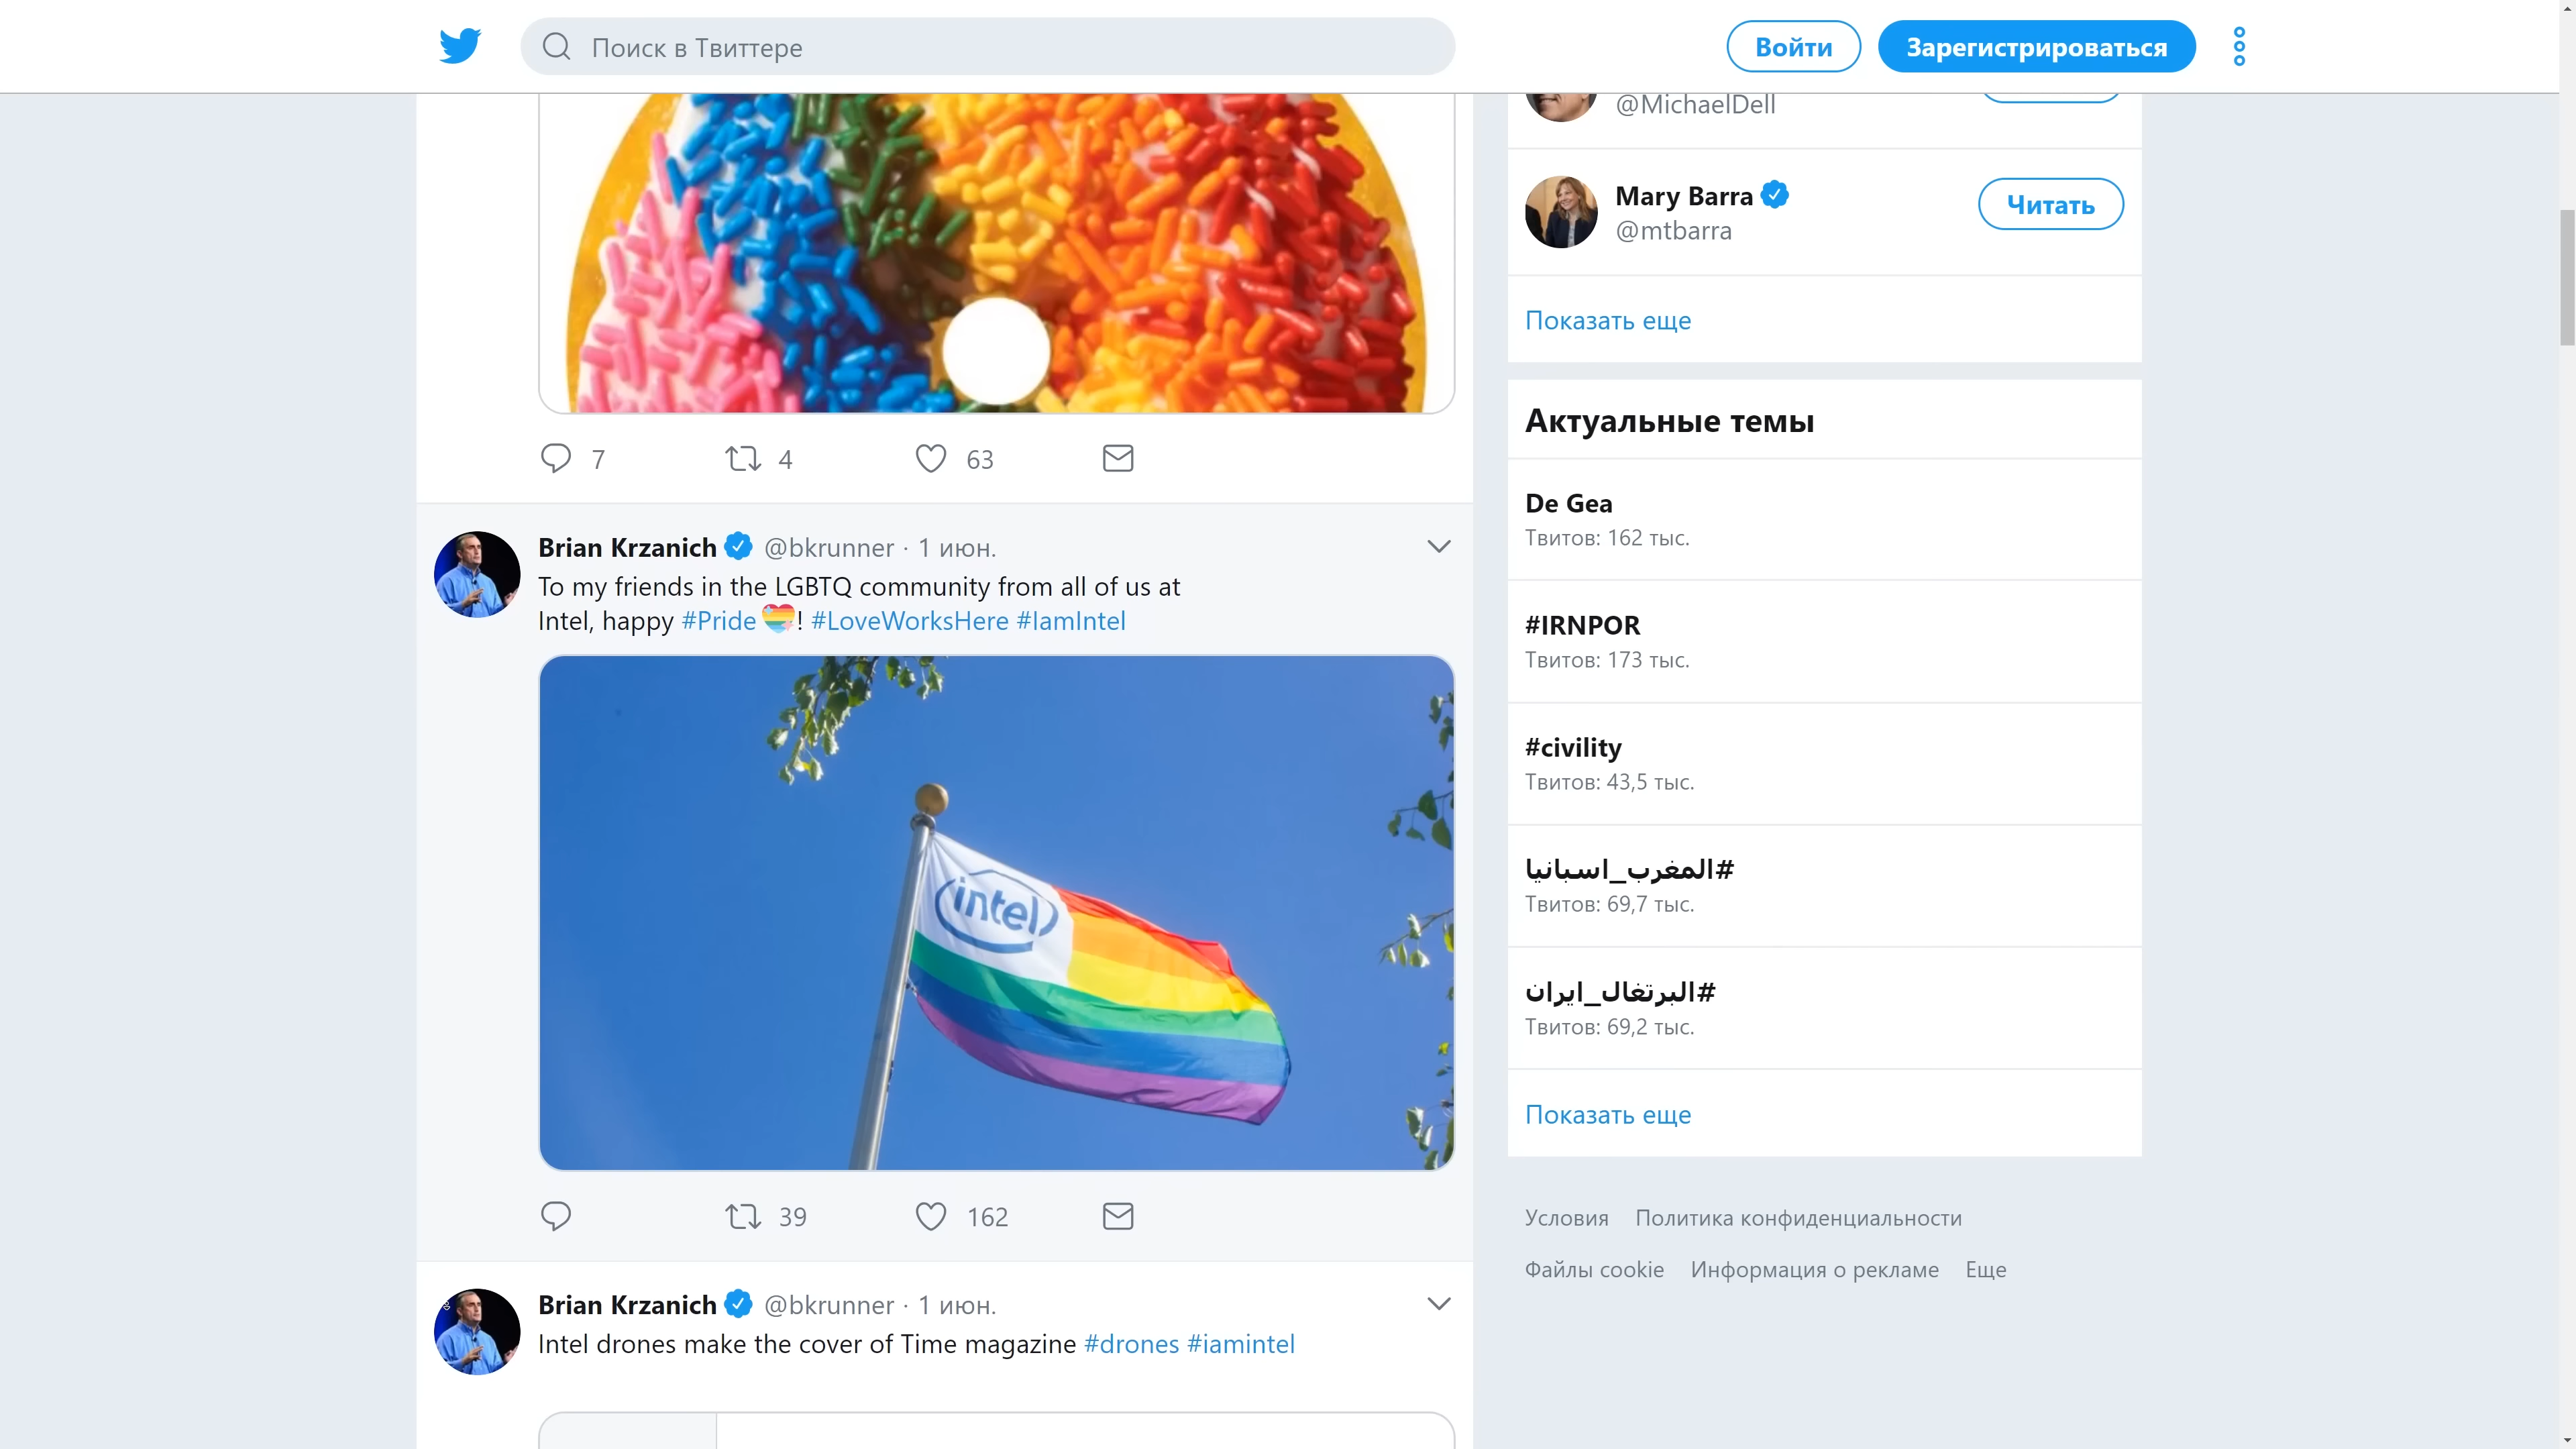 Поиск в Твиттере
Войти
Зарегистрироваться
7
4
63
Brian Krzanich @bkrunner · 1 июн.
To my friends in the LGBTQ community from all of us at
Intel, happy #Pride ! #LoveWorksHere #IamIntel
intel
39
162
Brian Krzanich @bkrunner · 1 июн.
Intel drones make the cover of Time magazine #drones #iamintel
@MichaelDell
Mary Barra
@mtbarra
Читать
Показать еще
Актуальные темы
De Gea
Твитов: 162 тыс.
#IRNPOR
Твитов: 173 тыс.
#civility
Твитов: 43,5 тыс.
#المغرب_اسبانيا
Твитов: 69,7 тыс.
#البرتغال_ايران
Твитов: 69,2 тыс.
Показать еще
Условия Политика конфиденциальности
Файлы cookie Информация о рекламе Еще